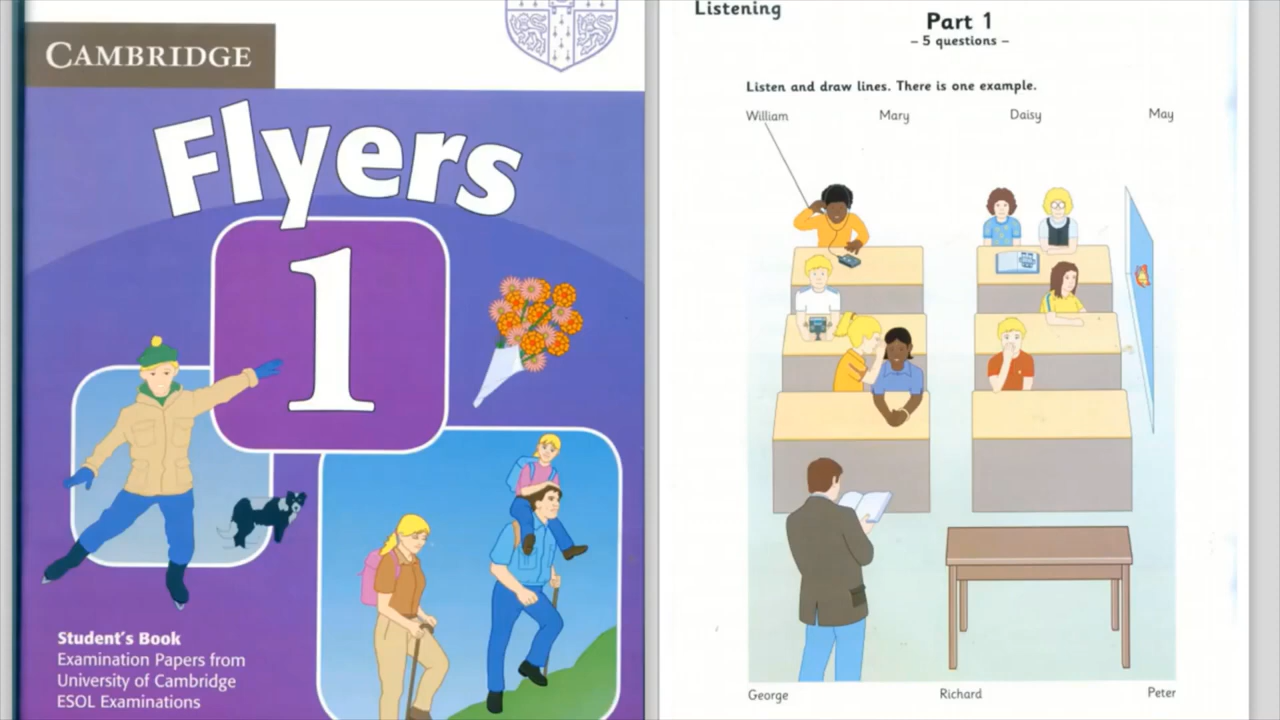 CAMBRIDGE
Flyers
1
Student's Book
Examination Papers from
University of Cambridge
ESOL Examinations
Listening
Part 1
– 5 questions –
Listen and draw lines. There is one example.
William Mary Daisy May
George Richard Peter